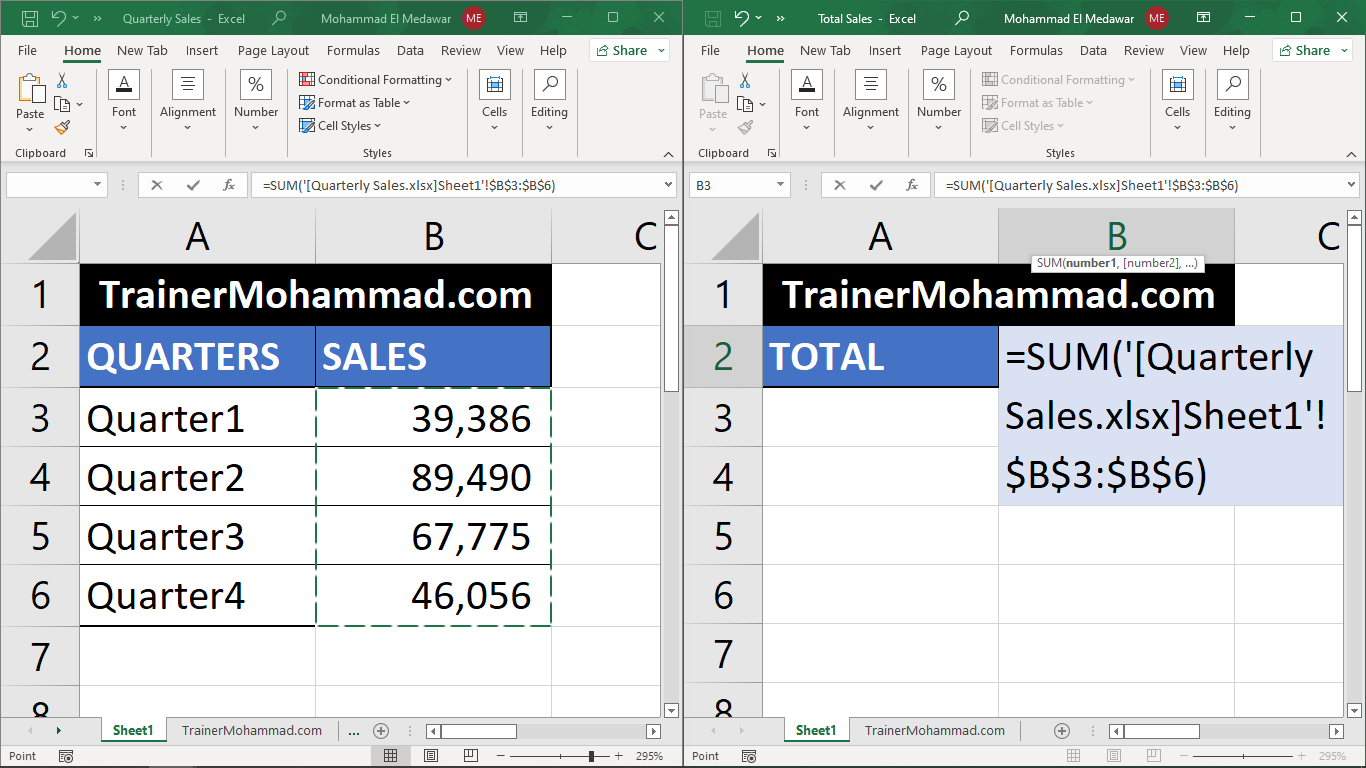 Quarterly Sales - Excel
Mohammad El Medawar ME
File Home New Tab Insert Page Layout Formulas Data Review View Help Share
Paste
Clipboard
Font
Alignment
%
Number
Conditional Formatting
Format as Table
Cell Styles
Styles
Cells
Editing
fx =SUM('[Quarterly Sales.xlsx]Sheet1'!$B$3:$B$6)
A B C
1 TrainerMohammad.com
2 QUARTERS SALES
3 Quarter1 39,386
4 Quarter2 89,490
5 Quarter3 67,775
6 Quarter4 46,056
7
8
Sheet1 TrainerMohammad.com ...
Point 295%
Total Sales - Excel
Mohammad El Medawar ME
File Home New Tab Insert Page Layout Formulas Data Review View Help Share
Paste
Clipboard
A
Font
Alignment
%
Number
Conditional Formatting
Format as Table
Cell Styles
Styles
Cells
Editing
B3 fx =SUM('[Quarterly Sales.xlsx]Sheet1'!$B$3:$B$6)
A B C
SUM(number1, [number2], ...)
1 TrainerMohammad.com
2 TOTAL =SUM('[Quarterly
3 Sales.xlsx]Sheet1'!
4 $B$3:$B$6)
5
6
7
8
Sheet1 TrainerMohammad.com
Point 295%